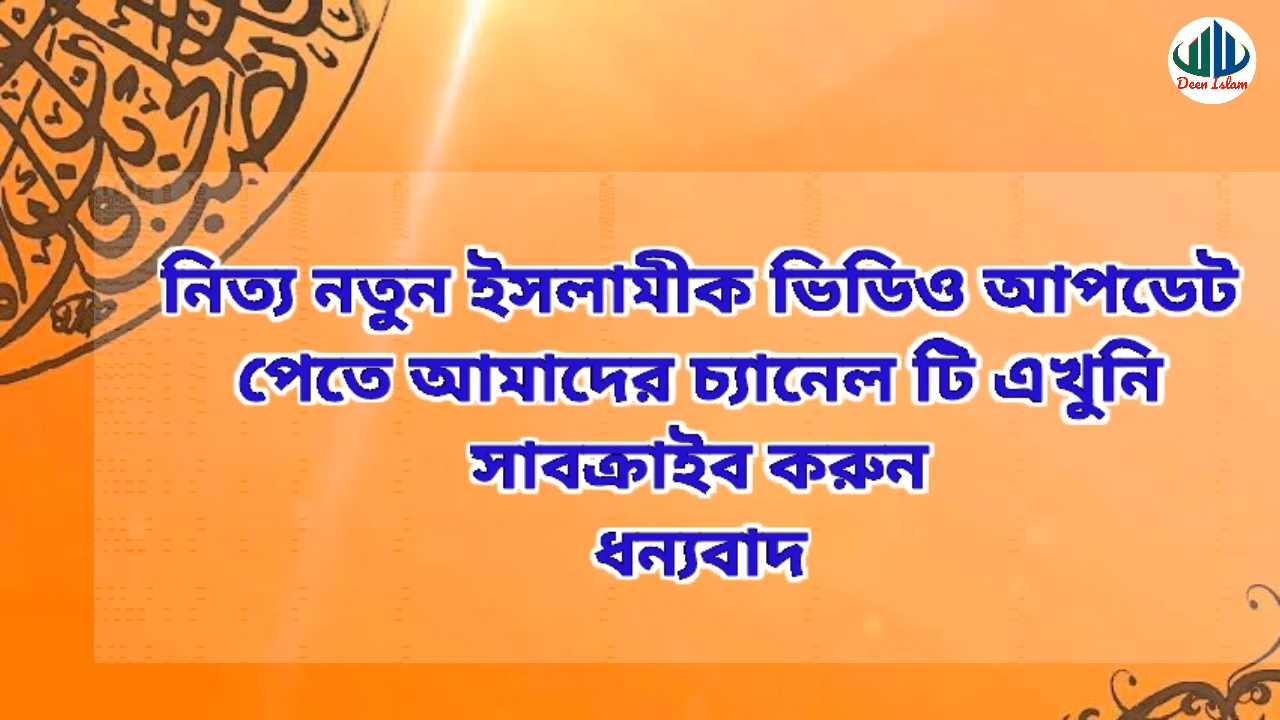 Deen Islam
নিত্য নতুন ইসলামীক ভিডিও আপডেট
পেতে আমাদের চ্যানেল টি এখুনি
সাবক্রাইব করুন
ধন্যবাদ